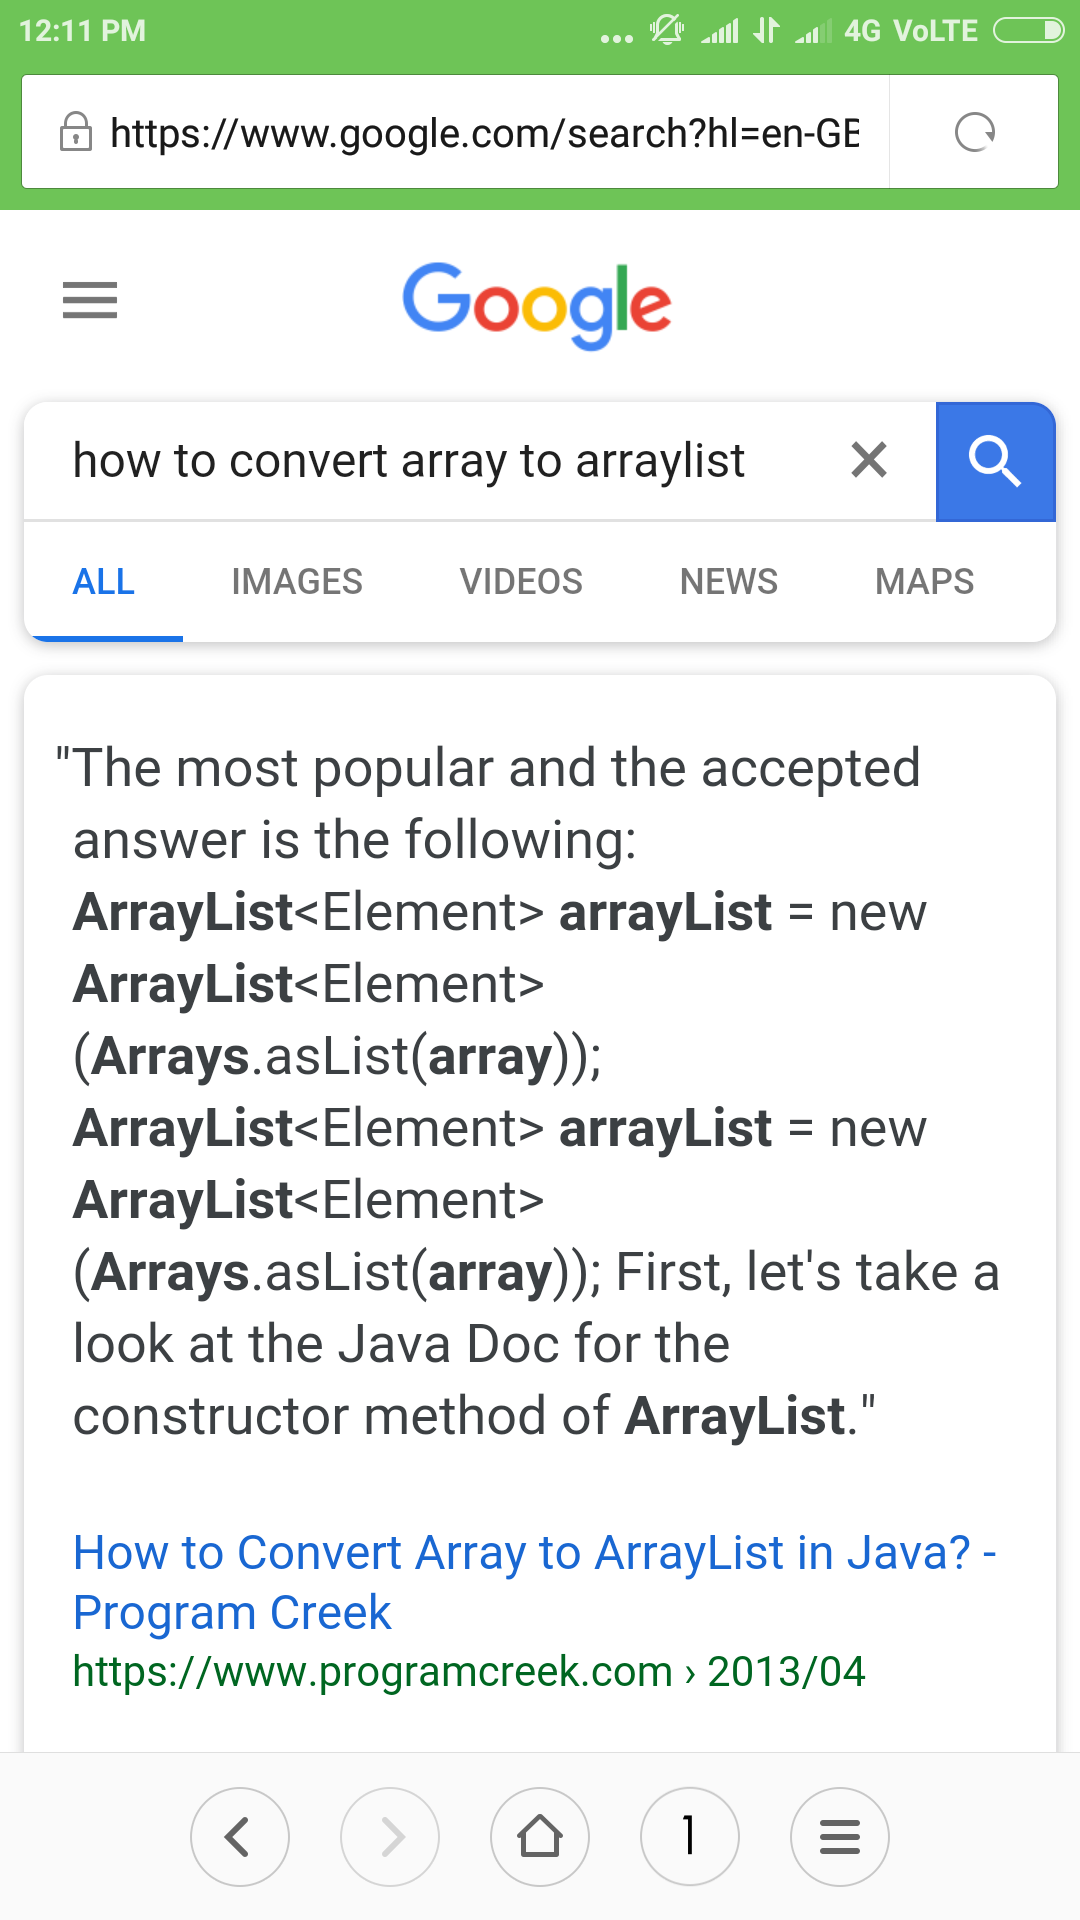 12:11 PM
... 4G VoLTE
https://www.google.com/search?hl=en-GB
Google
how to convert array to arraylist
ALL IMAGES VIDEOS NEWS MAPS
"The most popular and the accepted
answer is the following:
ArrayList<Element> arrayList = new
ArrayList<Element>
(Arrays.asList(array));
ArrayList<Element> arrayList = new
ArrayList<Element>
(Arrays.asList(array)); First, let's take a
look at the Java Doc for the
constructor method of ArrayList."
How to Convert Array to ArrayList in Java? -
Program Creek
https://www.programcreek.com › 2013/04
1